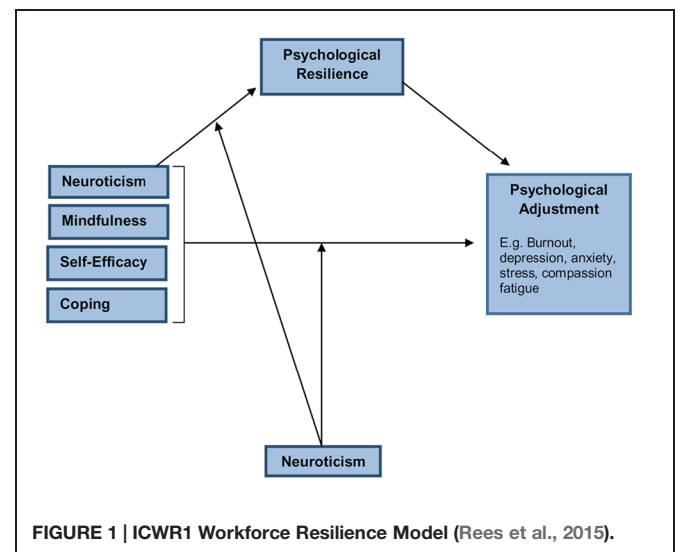 Psychological
Resilience
Neuroticism
Mindfulness
Self-Efficacy
Coping
Psychological
Adjustment
E.g. Burnout,
depression, anxiety,
stress, compassion
fatigue
Neuroticism
FIGURE 1 | ICWR1 Workforce Resilience Model (Rees et al., 2015).